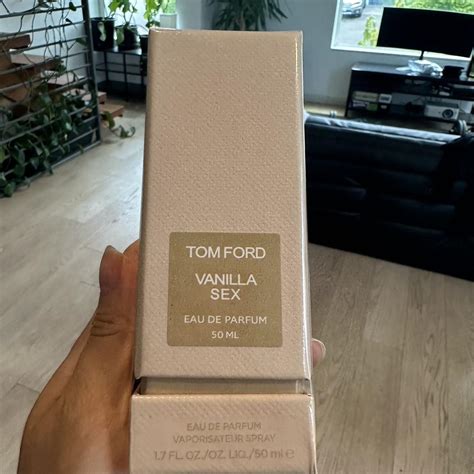 TOM FORD
VANILLA
SEX
EAU DE PARFUM
50 ML
EAU DE PARFUM
VAPORISATEUR SPRAY
1.7 FL.OZ./OZ. LIQ./50 ml ℮